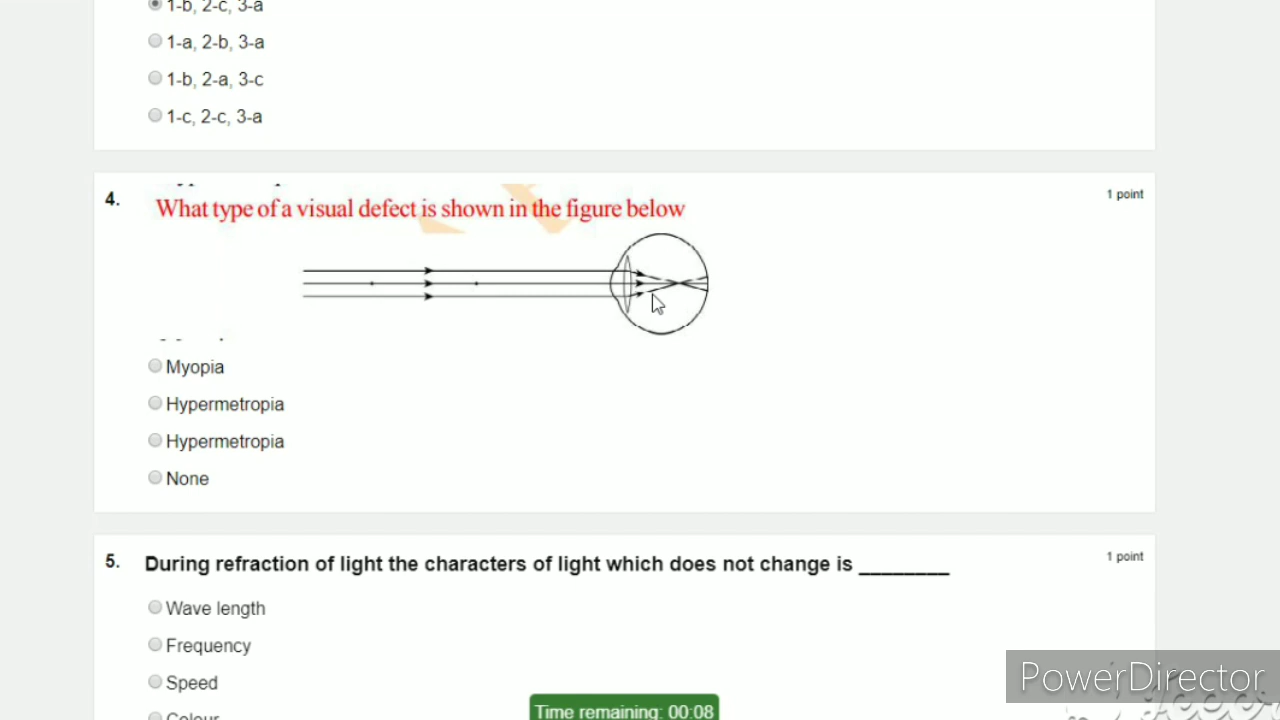 1-b, 2-c, 3-a
1-a, 2-b, 3-a
1-b, 2-a, 3-c
1-c, 2-c, 3-a
4.
1 point
What type of a visual defect is shown in the figure below
Myopia
Hypermetropia
Hypermetropia
None
5.
During refraction of light the characters of light which does not change is ________
1 point
Wave length
Frequency
Speed
Colour
Time remaining: 00:08
PowerDirector